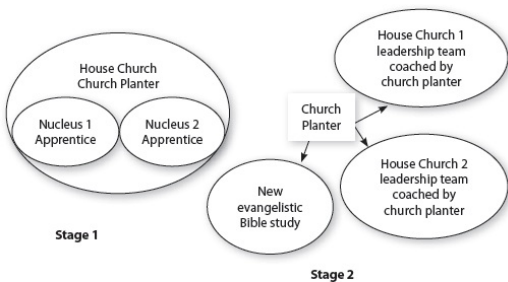 House Church
Church Planter
Nucleus 1
Apprentice
Nucleus 2
Apprentice
Stage 1
House Church 1
leadership team
coached by
church planter
Church
Planter
House Church 2
leadership team
coached by
church planter
New
evangelistic
Bible study
Stage 2